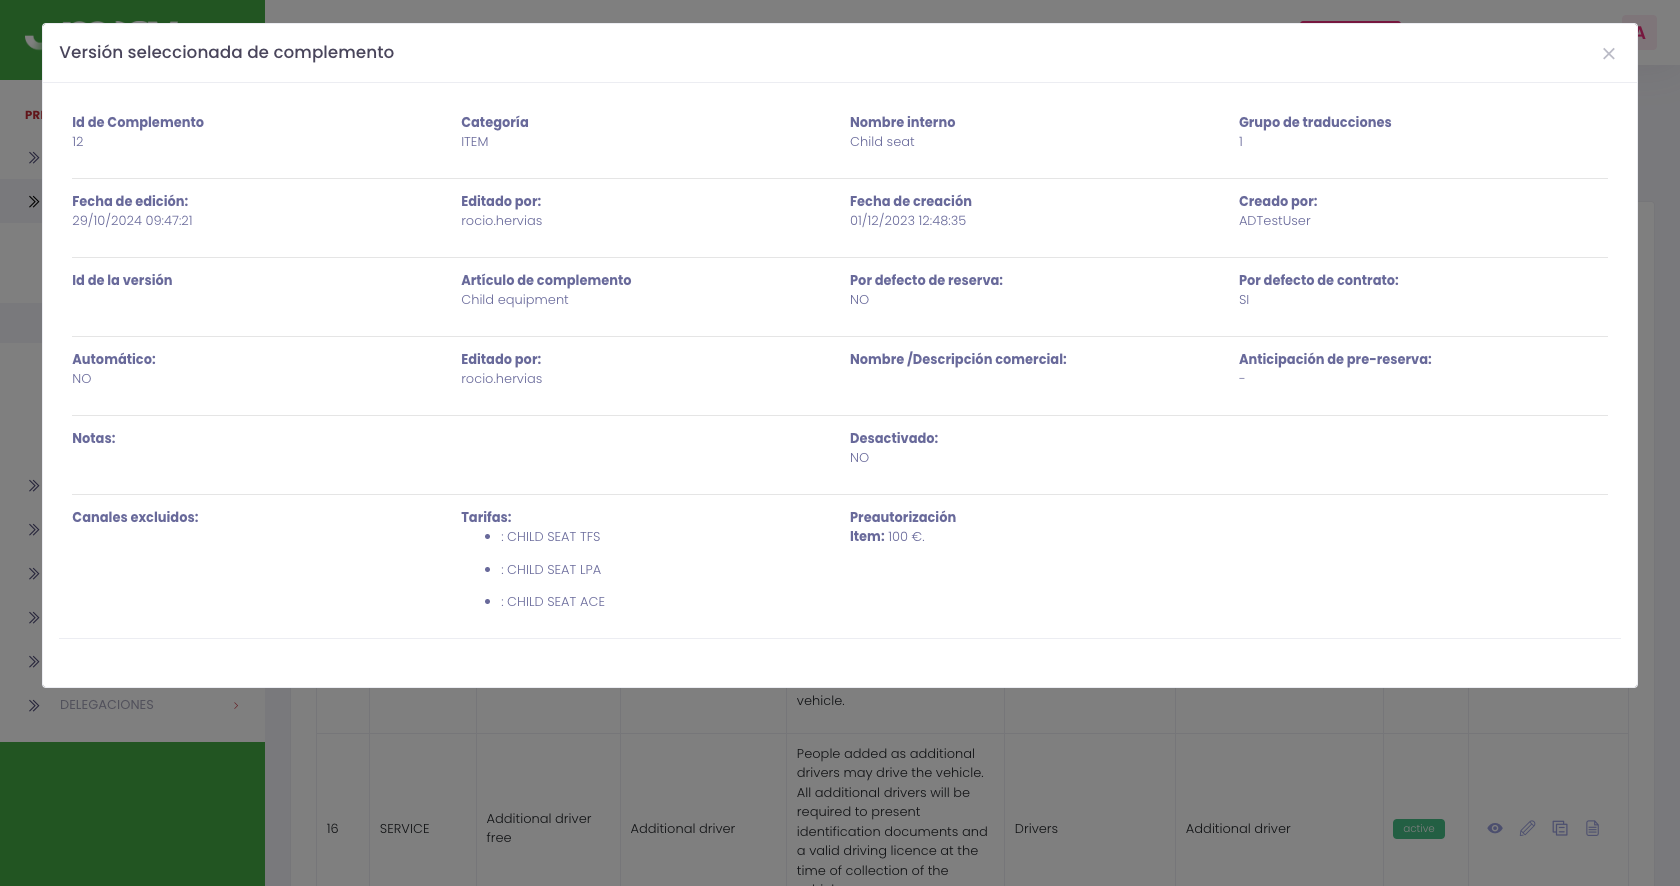 Versión seleccionada de complemento
Id de Complemento
12
Categoría
ITEM
Nombre interno
Child seat
Grupo de traducciones
1
Fecha de edición:
29/10/2024 09:47:21
Editado por:
rocio.hervias
Fecha de creación
01/12/2023 12:48:35
Creado por:
ADTestUser
Id de la versión
Artículo de complemento
Child equipment
Por defecto de reserva:
NO
Por defecto de contrato:
SI
Automático:
NO
Editado por:
rocio.hervias
Nombre /Descripción comercial:
Anticipación de pre-reserva:
-
Notas:
Desactivado:
NO
Canales excluidos:
Tarifas:
• : CHILD SEAT TFS
• : CHILD SEAT LPA
• : CHILD SEAT ACE
Preautorización
Item: 100 €.
DELEGACIONES
vehicle.
16
SERVICE
Additional driver
free
Additional driver
People added as additional
drivers may drive the vehicle.
All additional drivers will be
required to present
identification documents and
a valid driving licence at the
time of collection of the
Drivers
Additional driver
active